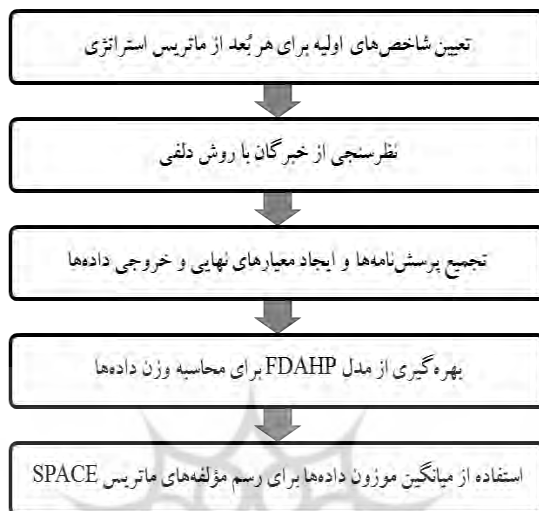 تعیین شاخص‌های اولیه برای هر بُعد از ماتریس استراتژی
نظرسنجی از خبرگان با روش دلفی
تجمیع پرسش‌نامه‌ها و ایجاد معیارهای نهایی و خروجی داده‌ها
بهره‌گیری از مدل FDAHP برای محاسبه وزن داده‌ها
استفاده از میانگین موزون داده‌ها برای رسم مؤلفه‌های ماتریس SPACE